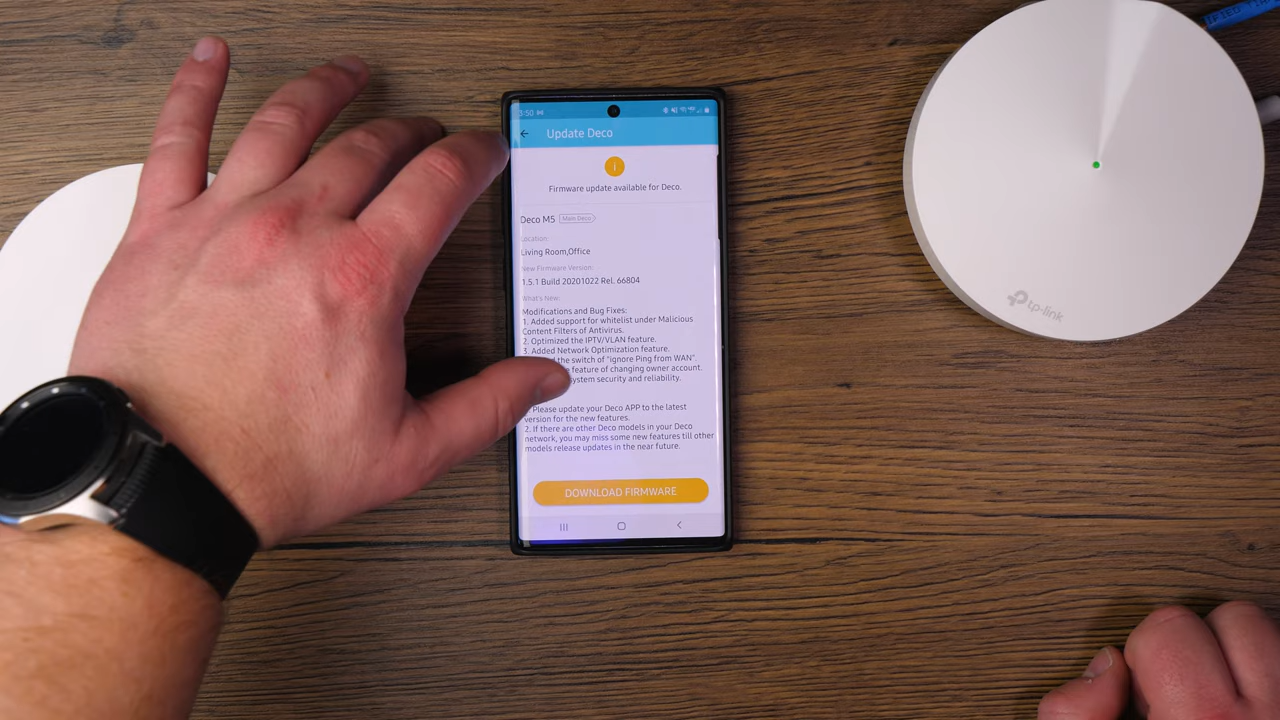 3:50
Update Deco
Firmware update available for Deco.
Deco M5 Main Deco
Location:
Living Room,Office
New Firmware Version:
1.5.1 Build 20201022 Rel. 66804
What's New:
Modifications and Bug Fixes:
1. Added support for whitelist under Malicious
Content Filters of Antivirus.
2. Optimized the IPTV/VLAN feature.
3. Added Network Optimization feature.
the switch of "ignore Ping from WAN".
feature of changing owner account.
system security and reliability.
Please update your Deco APP to the latest
version for the new features.
2. If there are other Deco models in your Deco
network, you may miss some new features till other
models release updates in the near future.
DOWNLOAD FIRMWARE
tp-link